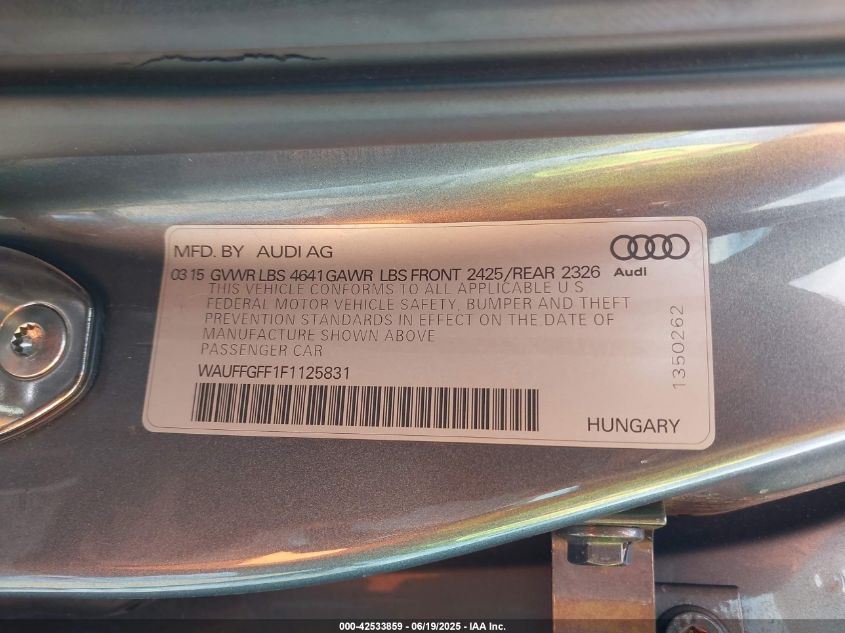 MFD. BY AUDI AG
03 15 GVWR LBS 4641 GAWR LBS FRONT 2425/REAR 2326
Audi
THIS VEHICLE CONFORMS TO ALL APPLICABLE U S
FEDERAL MOTOR VEHICLE SAFETY, BUMPER AND THEFT
PREVENTION STANDARDS IN EFFECT ON THE DATE OF
MANUFACTURE SHOWN ABOVE
PASSENGER CAR
WAUFFGFF1F1125831
HUNGARY
1350262
000-42533859 - 06/19/2025 - IAA Inc.